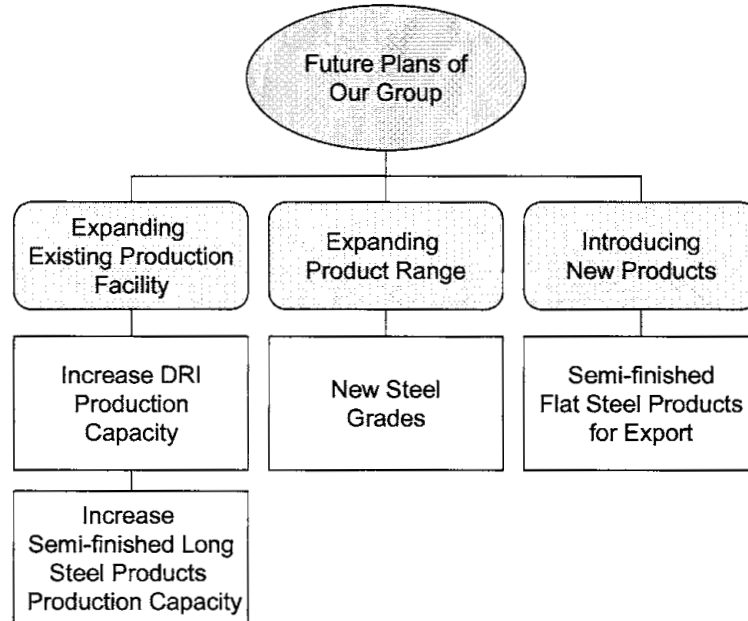 Future Plans of
Our Group
Expanding
Existing Production
Facility
Expanding
Product Range
Introducing
New Products
Increase DRI
Production
Capacity
New Steel
Grades
Semi-finished
Flat Steel Products
for Export
Increase
Semi-finished Long
Steel Products
Production Capacity